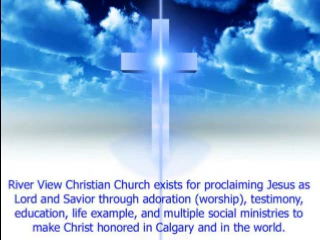 River View Christian Church exists for proclaiming Jesus as
Lord and Savior through adoration (worship), testimony,
education, life example, and multiple social ministries to
make Christ honored in Calgary and in the world.